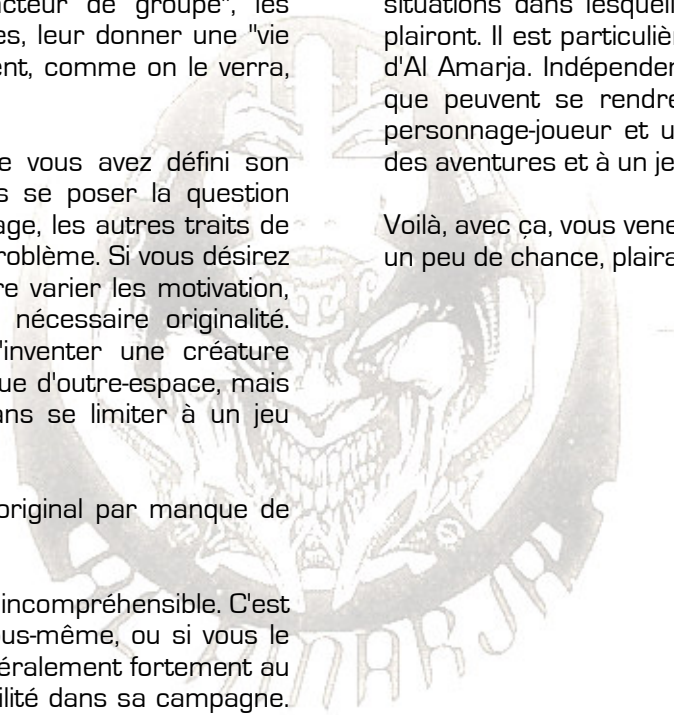 acteur de groupe", les
es, leur donner une "vie
ent, comme on le verra,
e vous avez défini son
s se poser la question
age, les autres traits de
roblème. Si vous désirez
re varier les motivation,
nécessaire originalité.
'inventer une créature
ue d'outre-espace, mais
ans se limiter à un jeu
original par manque de
incompréhensible. C'est
ous-même, ou si vous le
éralement fortement au
ilité dans sa campagne.
situations dans lesquell
plairont. Il est particuliè
d'Al Amarja. Indépender
que peuvent se rendre
personnage-joueur et u
des aventures et à un je
Voilà, avec ça, vous vene
un peu de chance, plaira
AL AMARJA